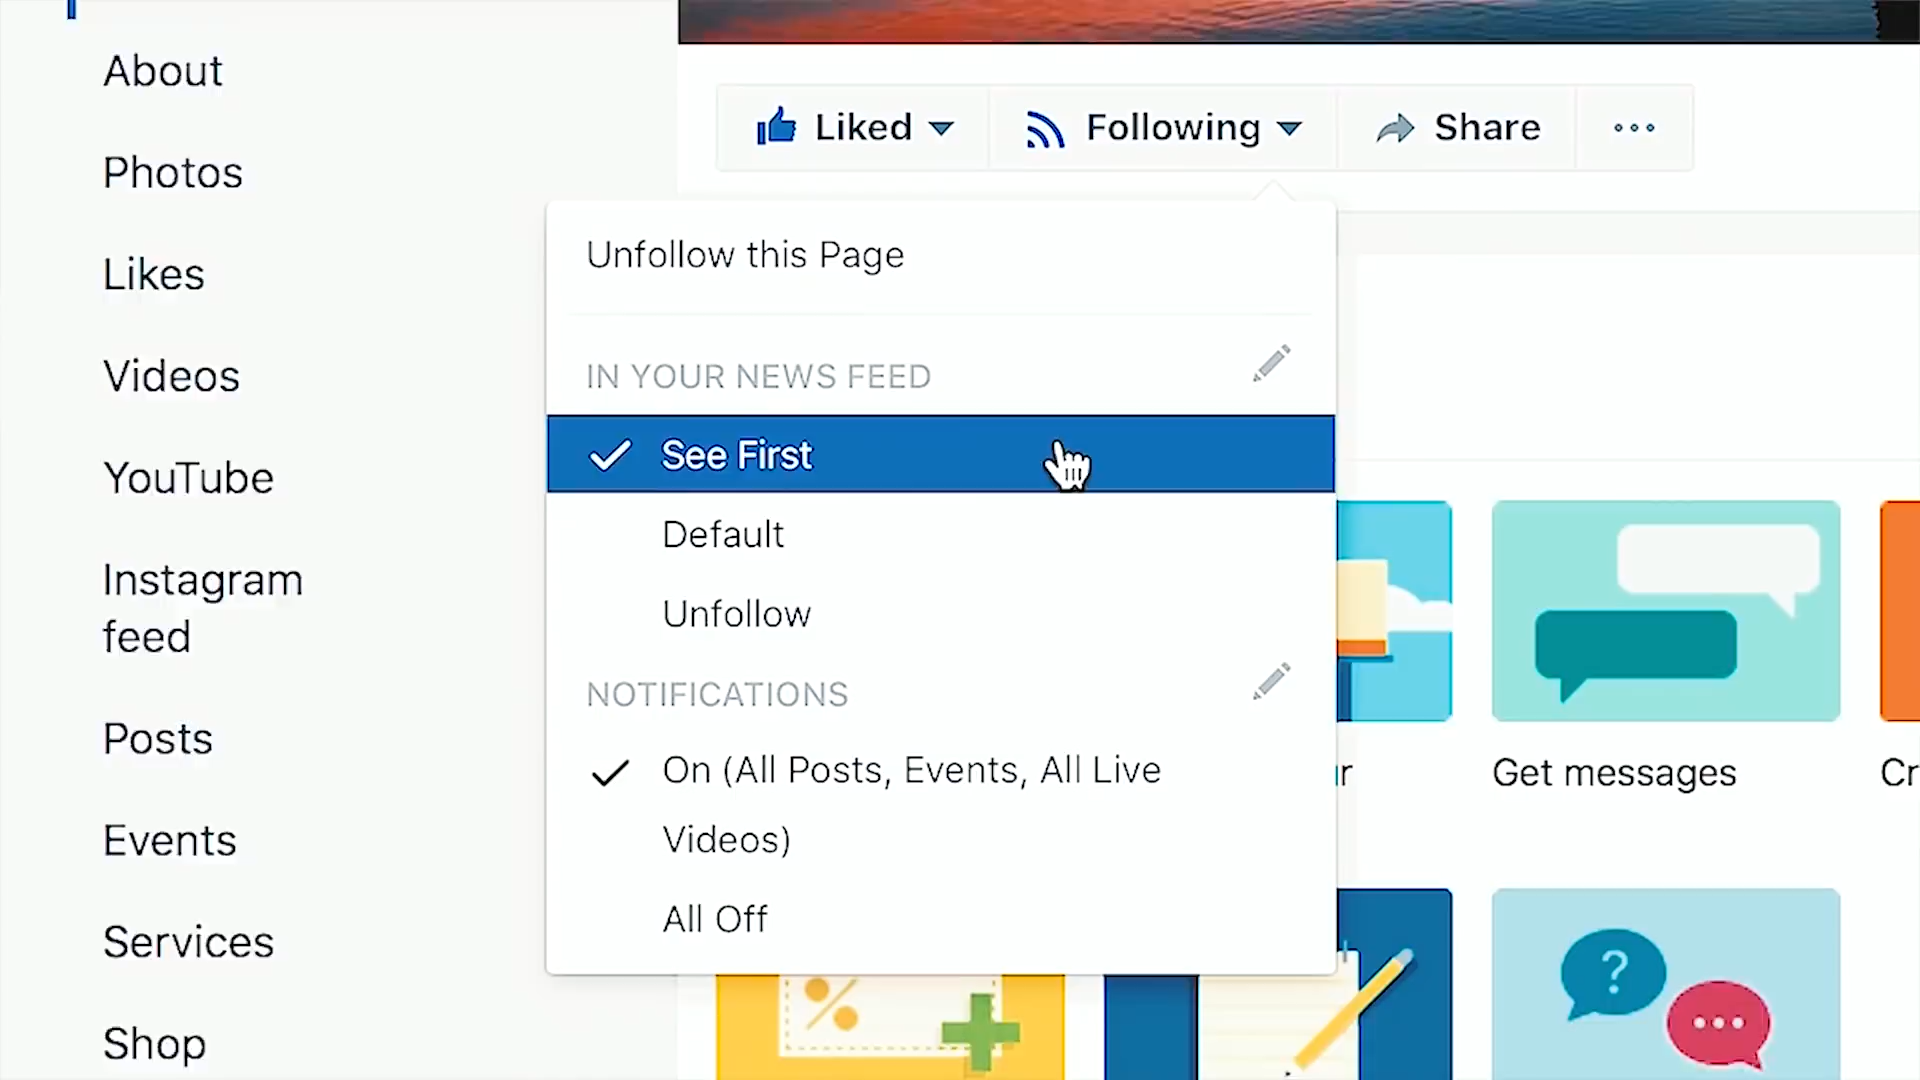 About
Photos
Likes
Videos
YouTube
Instagram
feed
Posts
Events
Services
Shop
Liked
Following
Share
Unfollow this Page
IN YOUR NEWS FEED
See First
Default
Unfollow
NOTIFICATIONS
On (All Posts, Events, All Live
Videos)
All Off
Get messages